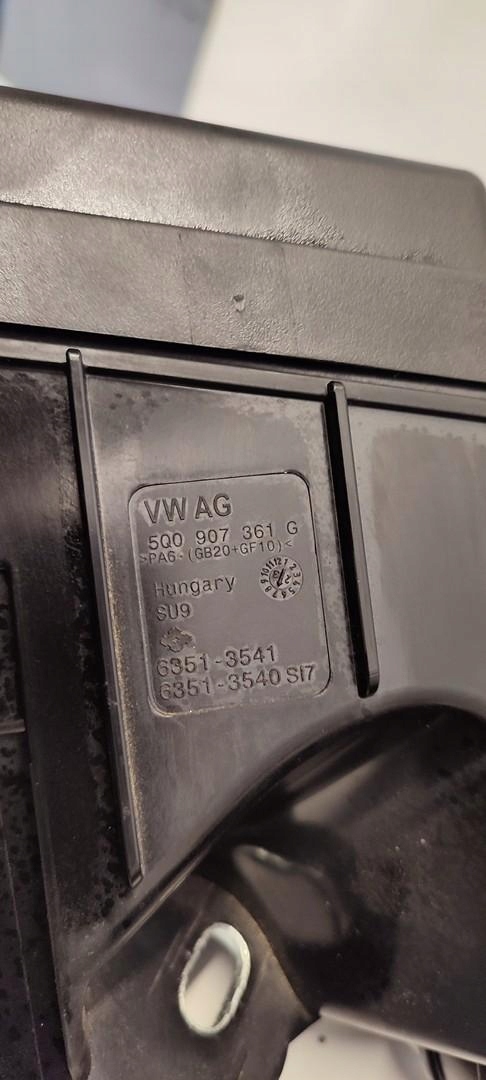 VW AG
5Q0 907 361 G
>PA6-(GB20+GF10)<
Hungary
SU9
6351-3541
6351-3540 SI7